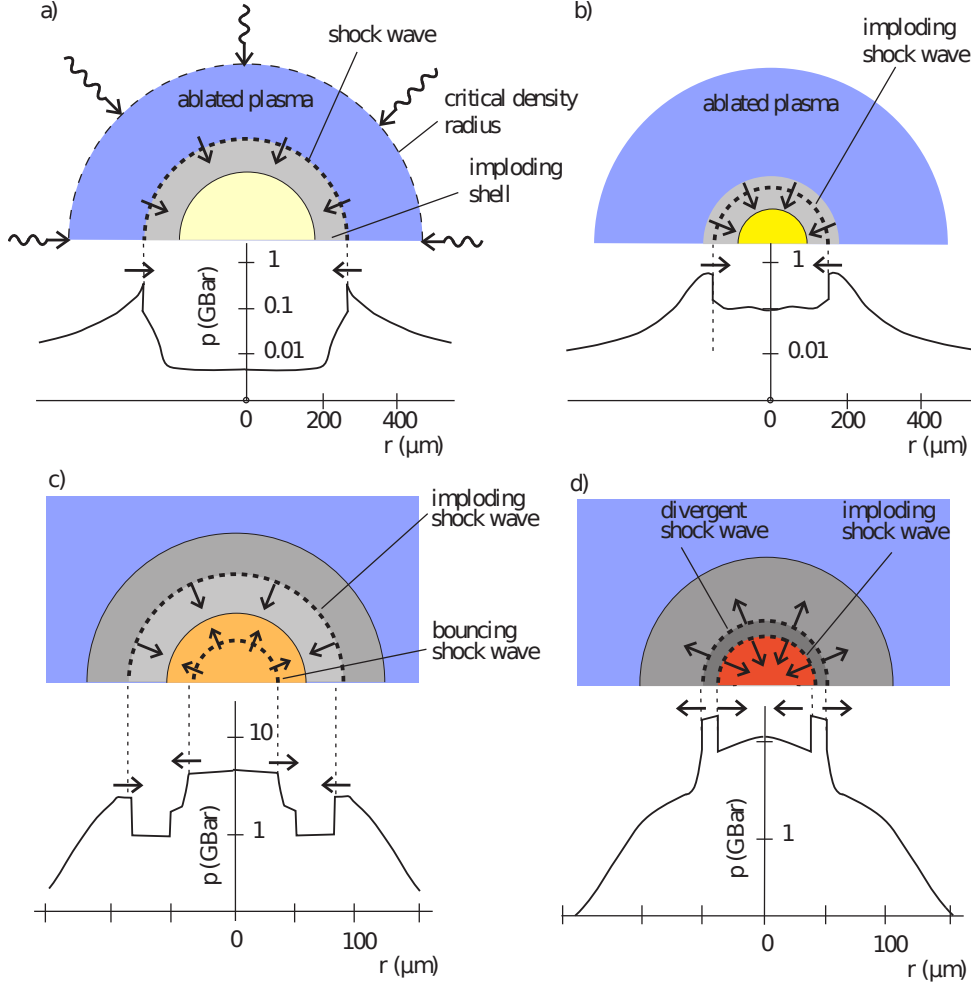 a)
shock wave
ablated plasma
critical density
radius
imploding
shell
1
0.1
0.01
p (GBar)
0
200
400
r (µm)
b)
imploding
shock wave
ablated plasma
1
0.01
0
200
400
r (µm)
c)
imploding
shock wave
bouncing
shock wave
10
1
p (GBar)
0
100
r (µm)
d)
divergent
shock wave
imploding
shock wave
1
p (GBar)
0
100
r (µm)